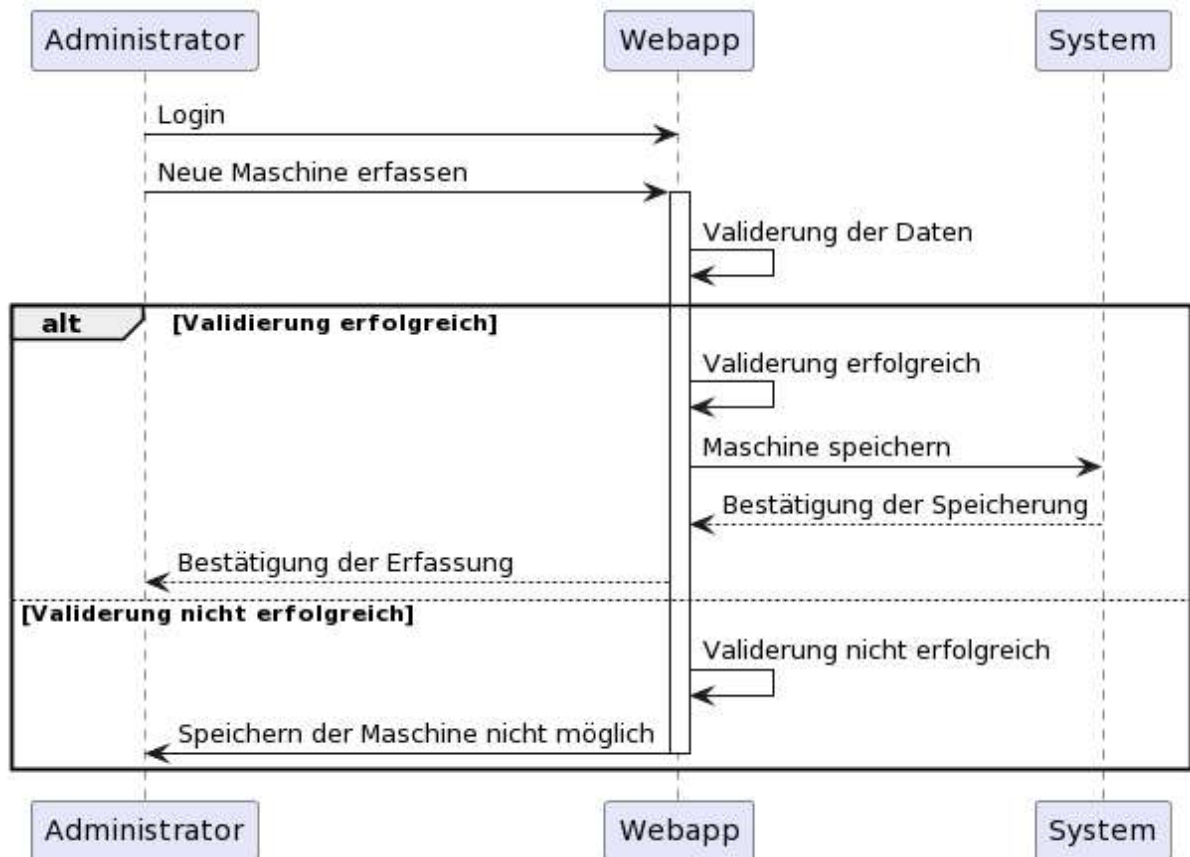 Administrator
Webapp
System
Login
Neue Maschine erfassen
Validerung der Daten
alt
[Validierung erfolgreich]
Validerung erfolgreich
Maschine speichern
Bestätigung der Speicherung
Bestätigung der Erfassung
[Validerung nicht erfolgreich]
Validerung nicht erfolgreich
Speichern der Maschine nicht möglich
Administrator
Webapp
System